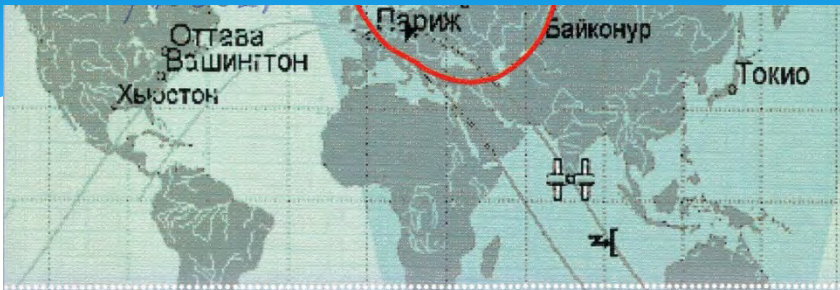 Париж
Байконур
Оттава
Вашингтон
Хьюстон
Токио